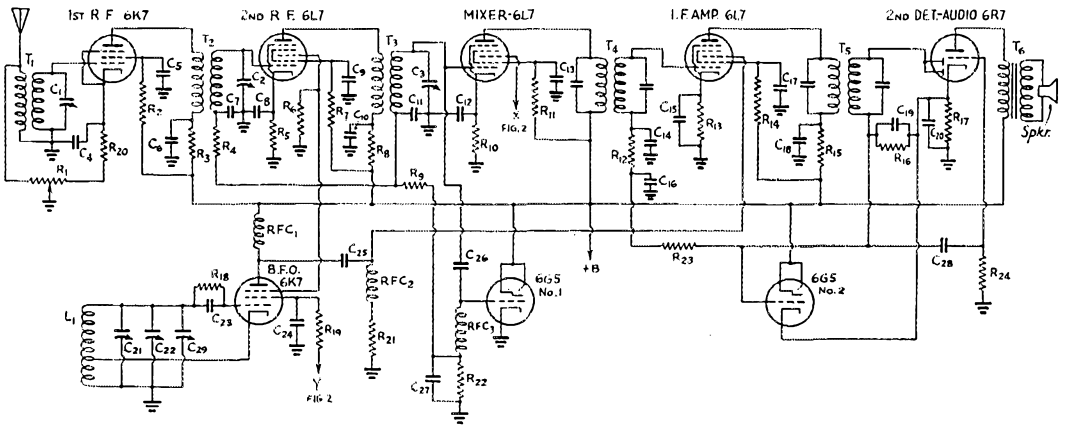 1ST R.F. 6K7
2ND R.F. 6L7
MIXER-6L7
I.F. AMP. 6L7
2ND DET.-AUDIO 6R7
T1
C1
C4
R1
R20
C5
R2
C6
R3
T2
C7
C2
C8
R4
R5
R6
R7
C9
C10
R8
T3
C11
C3
C12
R9
R10
X
FIG. 2
R11
C13
T4
C14
R12
C16
C15
R13
R14
C17
C18
R15
T5
C19
R16
C20
R17
T6
Spkr.
RFC1
B.F.O.
6K7
R18
C23
L1
C21
C22
C29
C24
R19
Y
FIG 2
C25
RFC2
R21
C26
RFC3
C27
R22
6G5
No. 1
+B
R23
6G5
No. 2
C28
R24